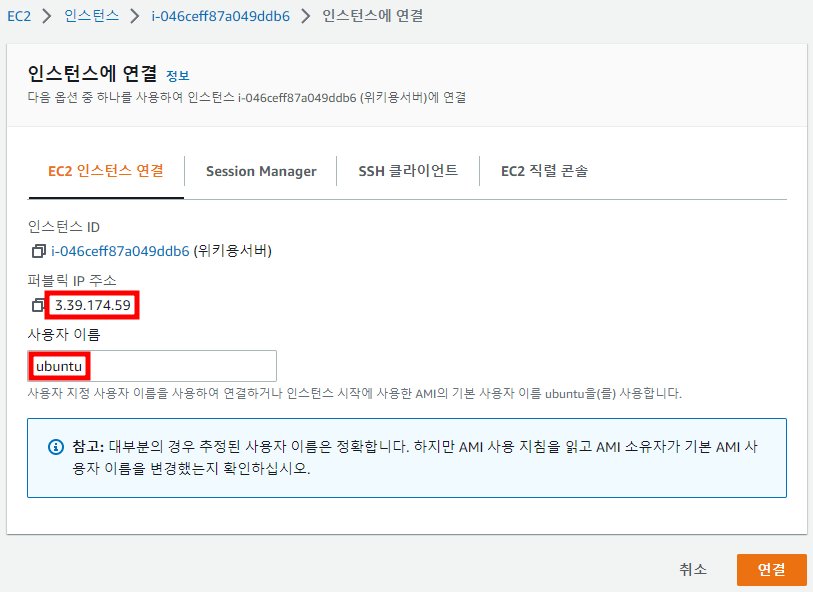 EC2 > 인스턴스 > i-046ceff87a049ddb6 > 인스턴스에 연결
인스턴스에 연결 정보
다음 옵션 중 하나를 사용하여 인스턴스 i-046ceff87a049ddb6 (위키용서버)에 연결
EC2 인스턴스 연결 Session Manager SSH 클라이언트 EC2 직렬 콘솔
인스턴스 ID
i-046ceff87a049ddb6 (위키용서버)
퍼블릭 IP 주소
3.39.174.59
사용자 이름
ubuntu
사용자 지정 사용자 이름을 사용하여 연결하거나 인스턴스 시작에 사용한 AMI의 기본 사용자 이름 ubuntu을(를) 사용합니다.
참고: 대부분의 경우 추정된 사용자 이름은 정확합니다. 하지만 AMI 사용 지침을 읽고 AMI 소유자가 기본 AMI 사
용자 이름을 변경했는지 확인하십시오.
취소 연결